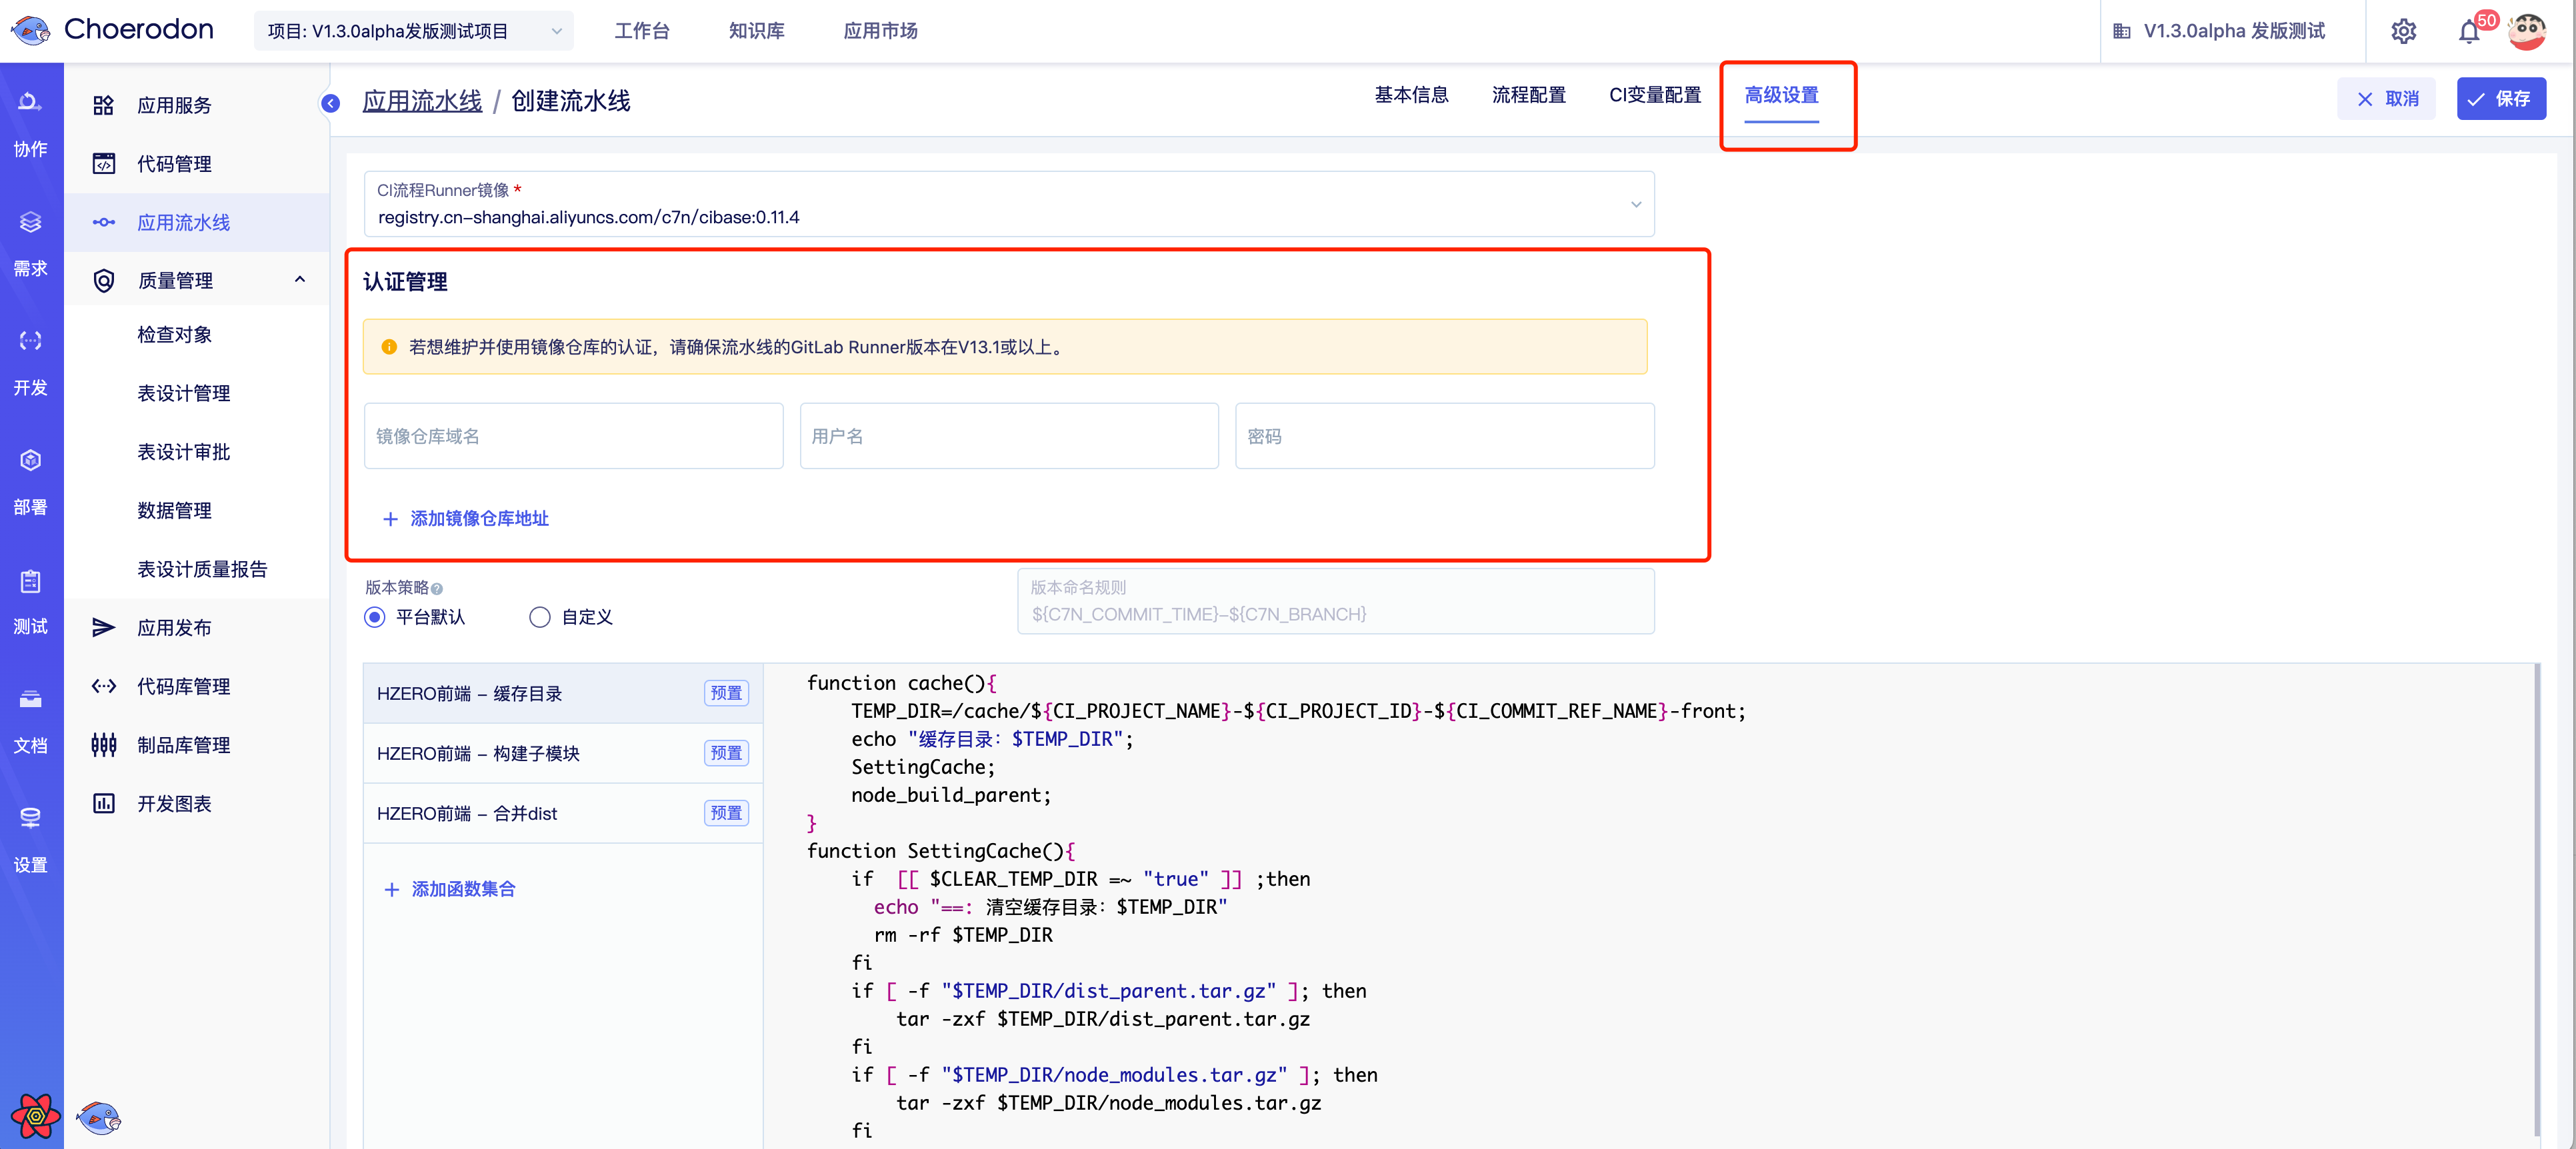 Choerodon
项目: V1.3.0alpha发版测试项目
工作台
知识库
应用市场
V1.3.0alpha 发版测试
50
协作
需求
开发
部署
测试
文档
设置
应用服务
代码管理
应用流水线
质量管理
检查对象
表设计管理
表设计审批
数据管理
表设计质量报告
应用发布
代码库管理
制品库管理
开发图表
应用流水线 / 创建流水线
基本信息
流程配置
CI变量配置
高级设置
取消
保存
CI流程Runner镜像 *
registry.cn-shanghai.aliyuncs.com/c7n/cibase:0.11.4
认证管理
若想维护并使用镜像仓库的认证，请确保流水线的GitLab Runner版本在V13.1或以上。
镜像仓库域名
用户名
密码
+ 添加镜像仓库地址
版本策略
平台默认
自定义
版本命名规则
${C7N_COMMIT_TIME}-${C7N_BRANCH}
HZERO前端 – 缓存目录
预置
HZERO前端 – 构建子模块
预置
HZERO前端 – 合并dist
预置
+ 添加函数集合
function cache(){
    TEMP_DIR=/cache/${CI_PROJECT_NAME}-${CI_PROJECT_ID}-${CI_COMMIT_REF_NAME}-front;
    echo "缓存目录：$TEMP_DIR";
    SettingCache;
    node_build_parent;
}
function SettingCache(){
    if  [[ $CLEAR_TEMP_DIR =~ "true" ]] ;then
      echo "==: 清空缓存目录：$TEMP_DIR"
      rm -rf $TEMP_DIR
    fi
    if [ -f "$TEMP_DIR/dist_parent.tar.gz" ]; then
        tar -zxf $TEMP_DIR/dist_parent.tar.gz
    fi
    if [ -f "$TEMP_DIR/node_modules.tar.gz" ]; then
        tar -zxf $TEMP_DIR/node_modules.tar.gz
    fi